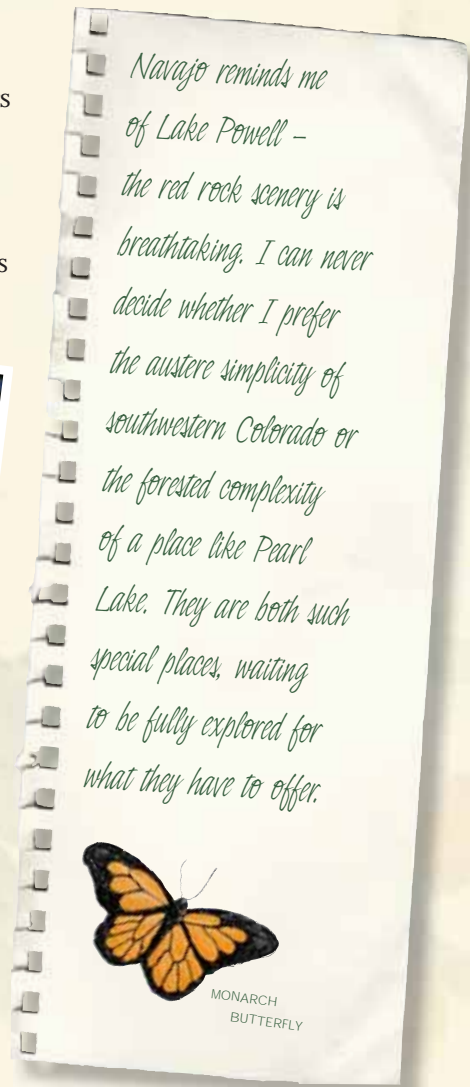 s
s
Navajo reminds me
of Lake Powell –
the red rock scenery is
breathtaking. I can never
decide whether I prefer
the austere simplicity of
southwestern Colorado or
the forested complexity
of a place like Pearl
Lake. They are both such
special places, waiting
to be fully explored for
what they have to offer.
MONARCH
BUTTERFLY